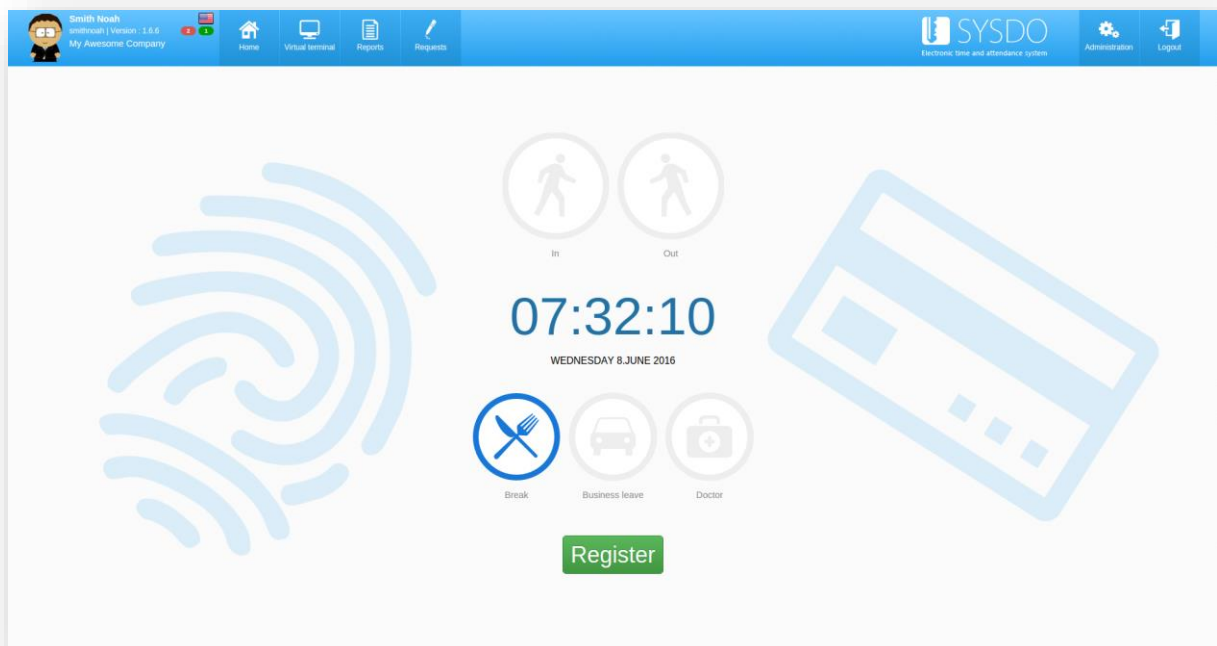 Smith Noah
smithnoah | Version : 1.6.6
2 1
My Awesome Company
Home
Virtual terminal
Reports
Requests
SYSDO
Electronic time and attendance system
Administration
Logout
In
Out
07:32:10
WEDNESDAY 8.JUNE 2016
Break
Business leave
Doctor
Register